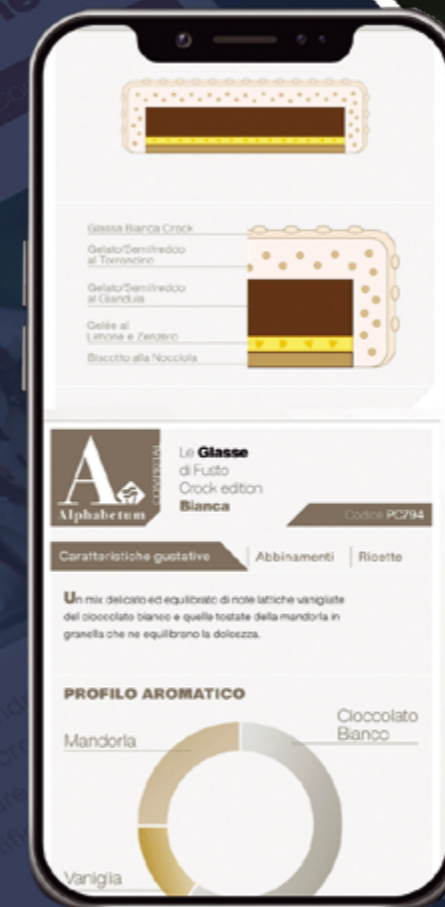 Glassa Bianca Crock
Gelato/Semifreddo
al Torroncino
Gelato/Semifreddo
al Gianduia
Gelée al
Limone e Zenzero
Biscotto alla Nocciola
A
Alphabetum
Le Glasse
di Fusto
Crock edition
Bianca
Codice PC794
Caratteristiche gustative
Abbinamenti
Ricette
Un mix delicato ed equilibrato di note lattiche vanigliate
del cioccolato bianco e quelle tostate della mandorla in
granella che ne equilibrano la dolcezza.
PROFILO AROMATICO
Cioccolato
Bianco
Mandorla
Vaniglia